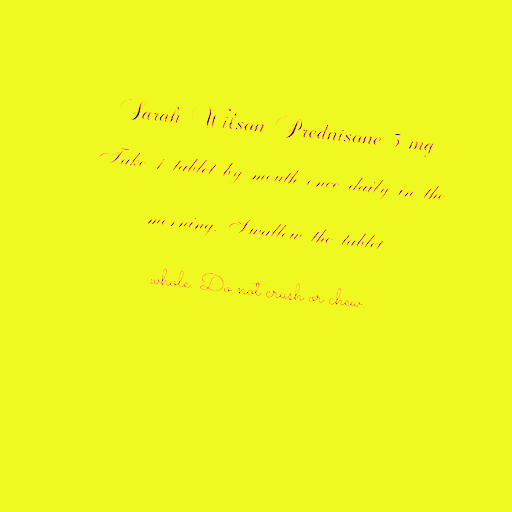 Sarah Wilson Prednisone 5 mg
Take 1 tablet by mouth once daily in the
morning. Swallow the tablet
whole. Do not crush or chew